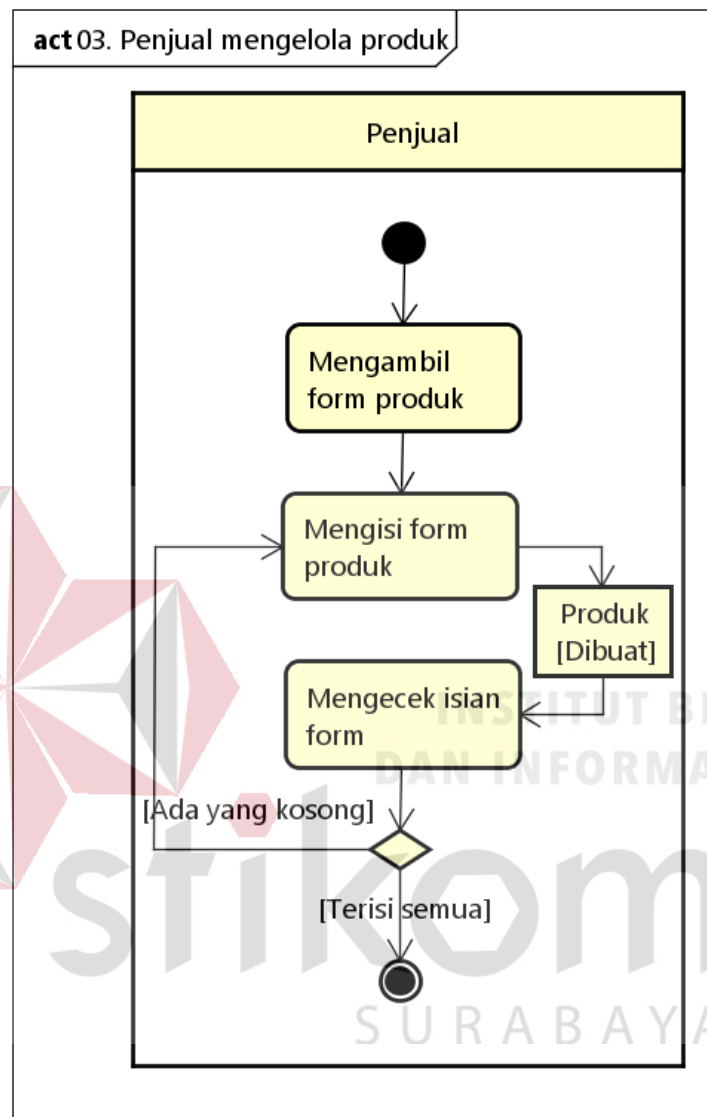 act 03. Penjual mengelola produk
Penjual
Mengambil
form produk
Mengisi form
produk
Produk
[Dibuat]
Mengecek isian
form
INSTITUT BI
DAN INFORMA
[Ada yang kosong]
stikom
[Terisi semua]
SURABAYA